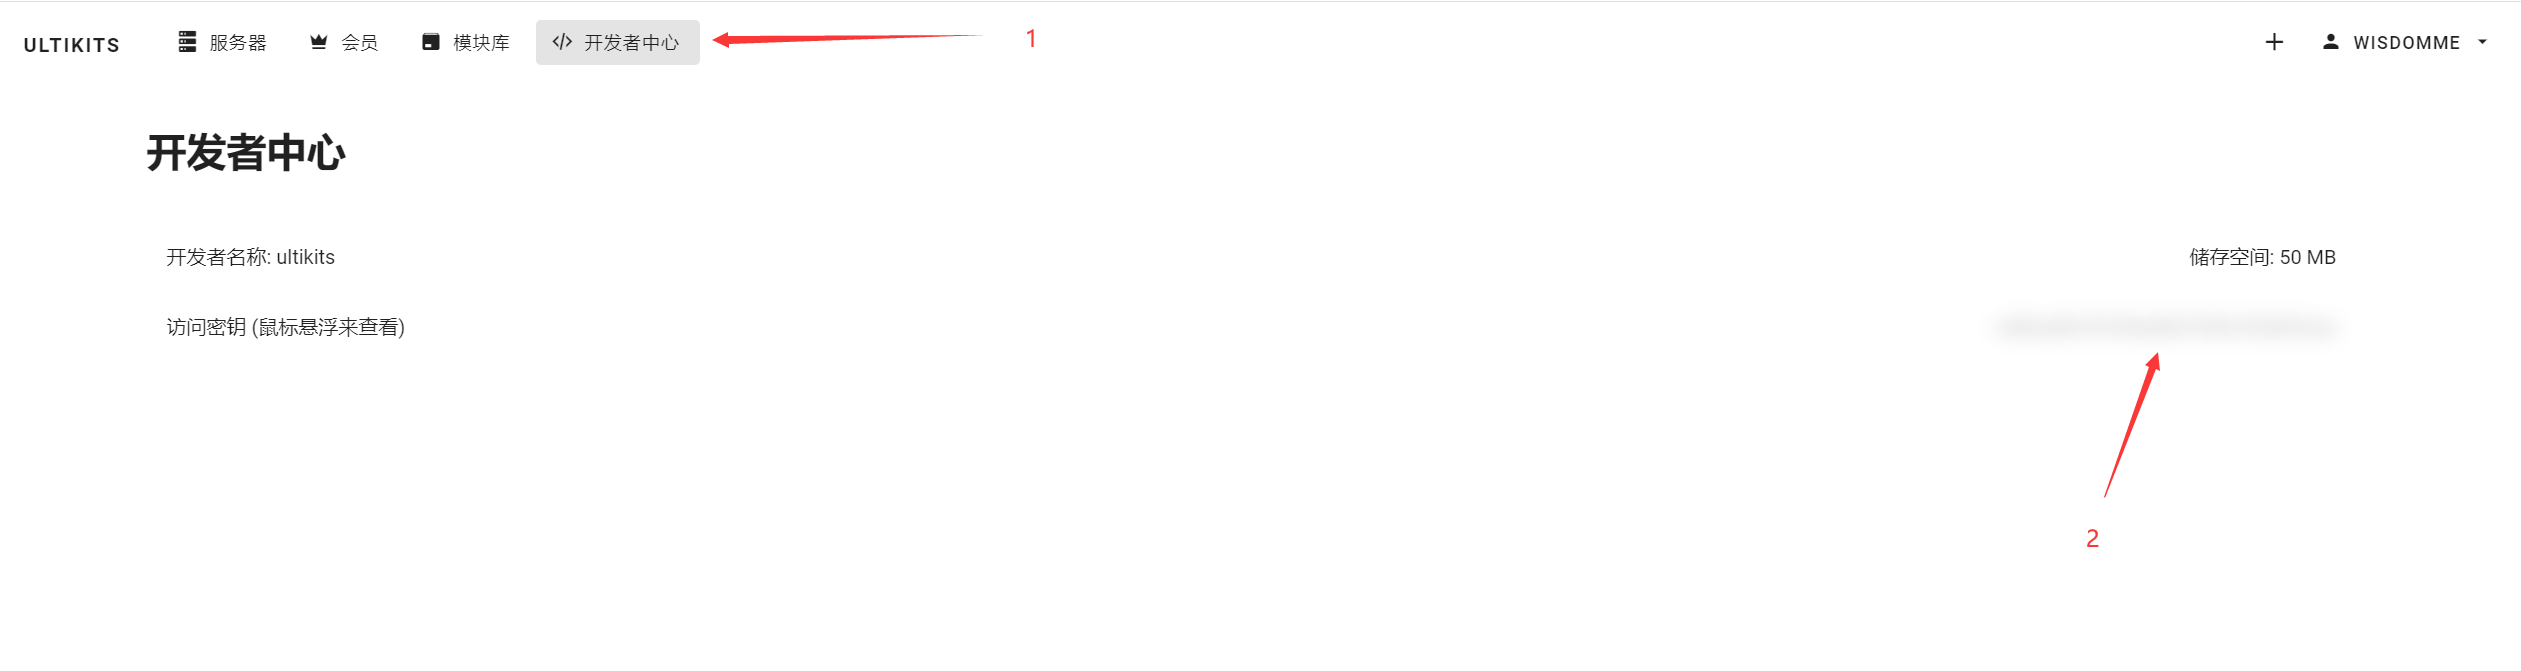 ULTIKITS 服务器 会员 模块库 开发者中心 1 WISDOMME
开发者中心
开发者名称: ultikits 储存空间: 50 MB
访问密钥 (鼠标悬浮来查看)
2